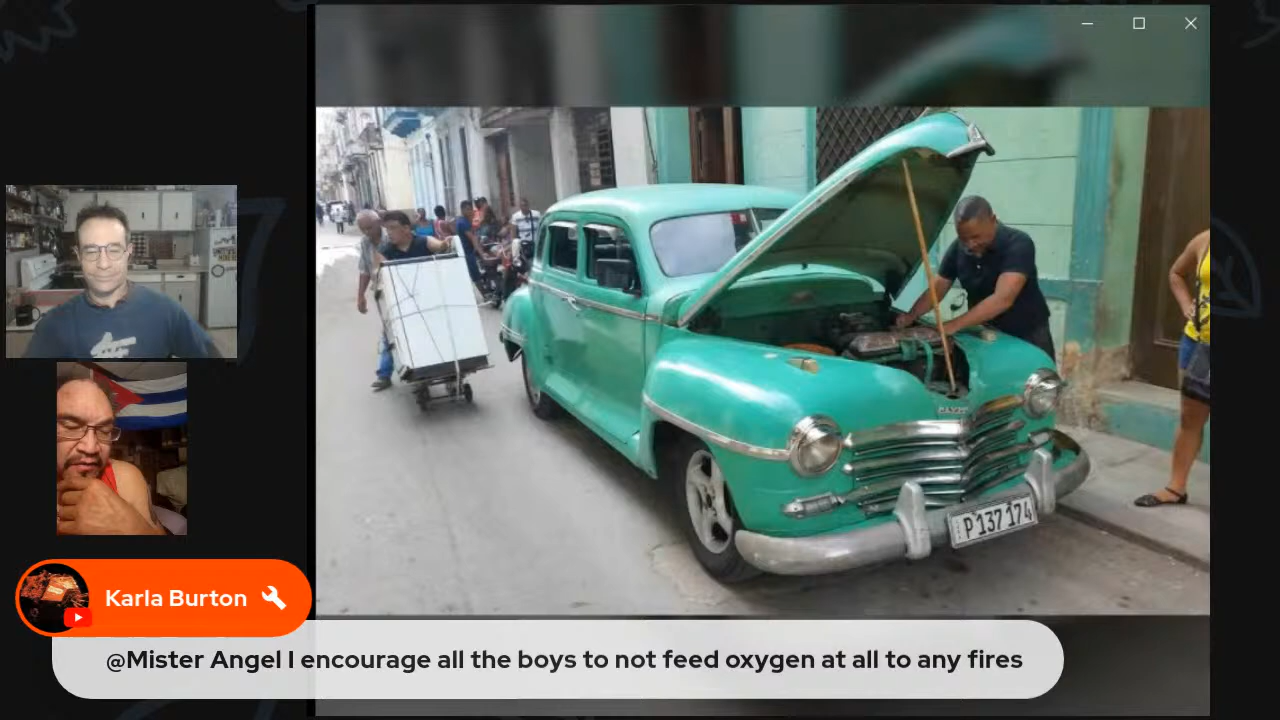 P 137 174
Karla Burton
@Mister Angel I encourage all the boys to not feed oxygen at all to any fires